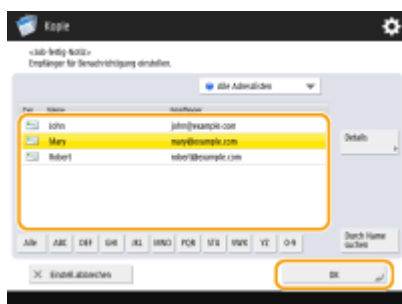 Kopie
<Job-fertig-Notiz>
Empfänger für Benachrichtigung einstellen.
Alle Adresslisten
Name
John john@example.com
Mary mary@example.com
Robert robert@example.com
Details
Alle ABC DEF GHI JKL MNO PQR STU VWX YZ 0-9
Durch Name
suchen
Einstell. abbrechen
OK